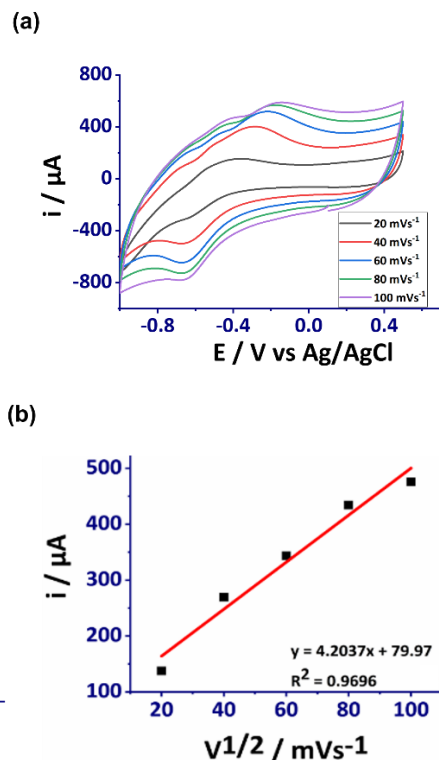 (a)
800
400
0
-400
-800
i / µA
20 mVs⁻¹
40 mVs⁻¹
60 mVs⁻¹
80 mVs⁻¹
100 mVs⁻¹
-0.8
-0.4
0.0
0.4
E / V vs Ag/AgCl
(b)
500
400
300
200
100
i / µA
y = 4.2037x + 79.97
R² = 0.9696
20
40
60
80
100
V1/2 / mVs-1